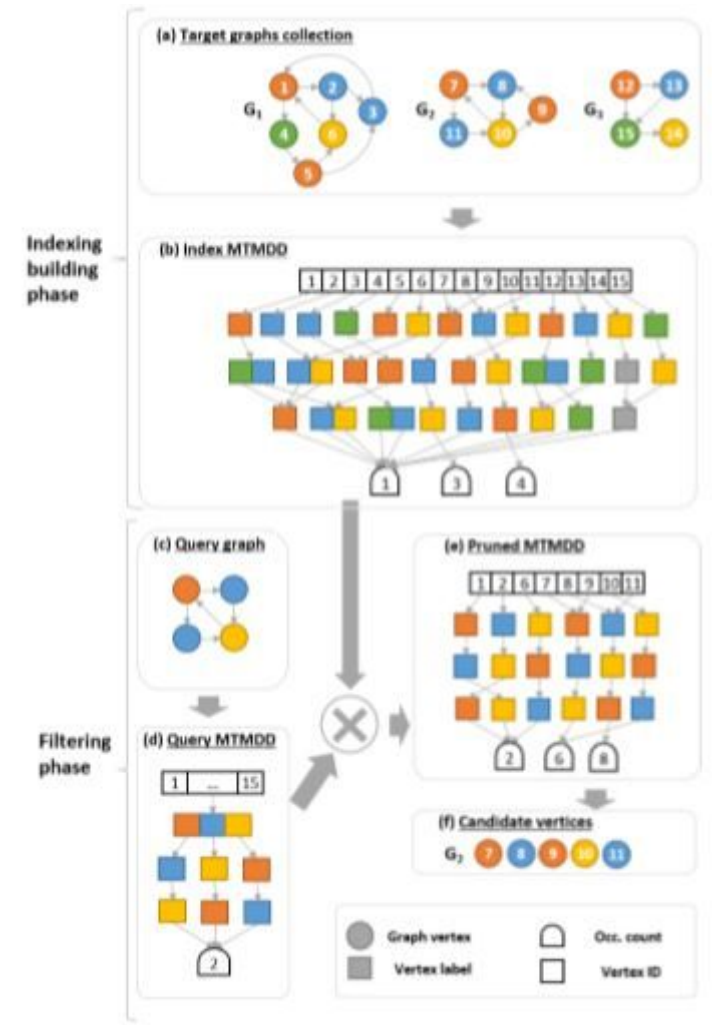 (a) Target graphs collection
G1
1
2
3
4
6
5
G2
7
8
9
11
10
G3
12
13
15
14
Indexing
building
phase
(b) Index MTMDD
1 2 3 4 5 6 7 8 9 10 11 12 13 14 15
1
3
4
(c) Query graph
(e) Pruned MTMDD
1 2 6 7 8 9 10 11
2
6
8
Filtering
phase
(d) Query MTMDD
1 ... 15
2
(f) Candidate vertices
G2 7 8 9 10 11
Graph vertex
Occ. count
Vertex label
Vertex ID